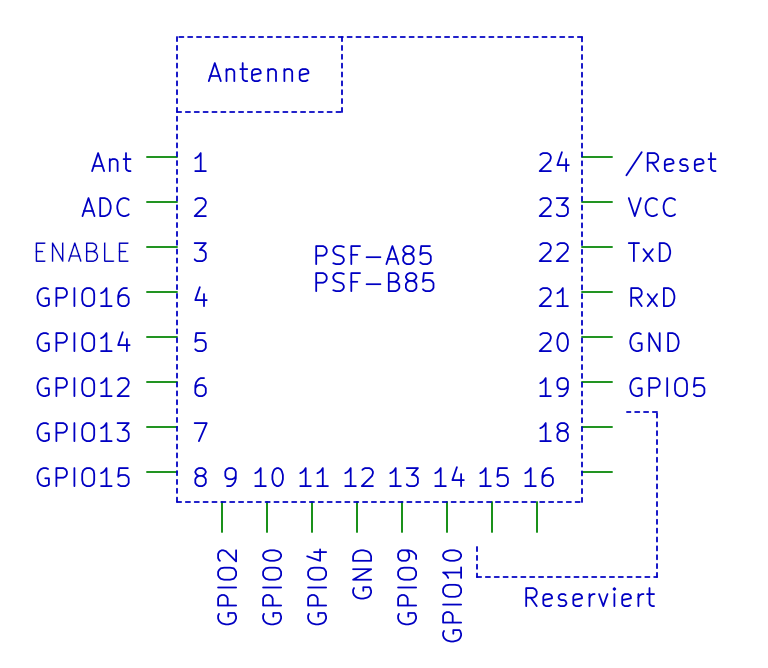 Antenne
Ant 1 24 /Reset
ADC 2 23 VCC
ENABLE 3 22 TxD
PSF-A85
PSF-B85
GPIO16 4 21 RxD
GPIO14 5 20 GND
GPIO12 6 19 GPIO5
GPIO13 7 18
GPIO15 8 9 10 11 12 13 14 15 16
GPIO2
GPIO0
GPIO4
GND
GPIO9
GPIO10
Reserviert